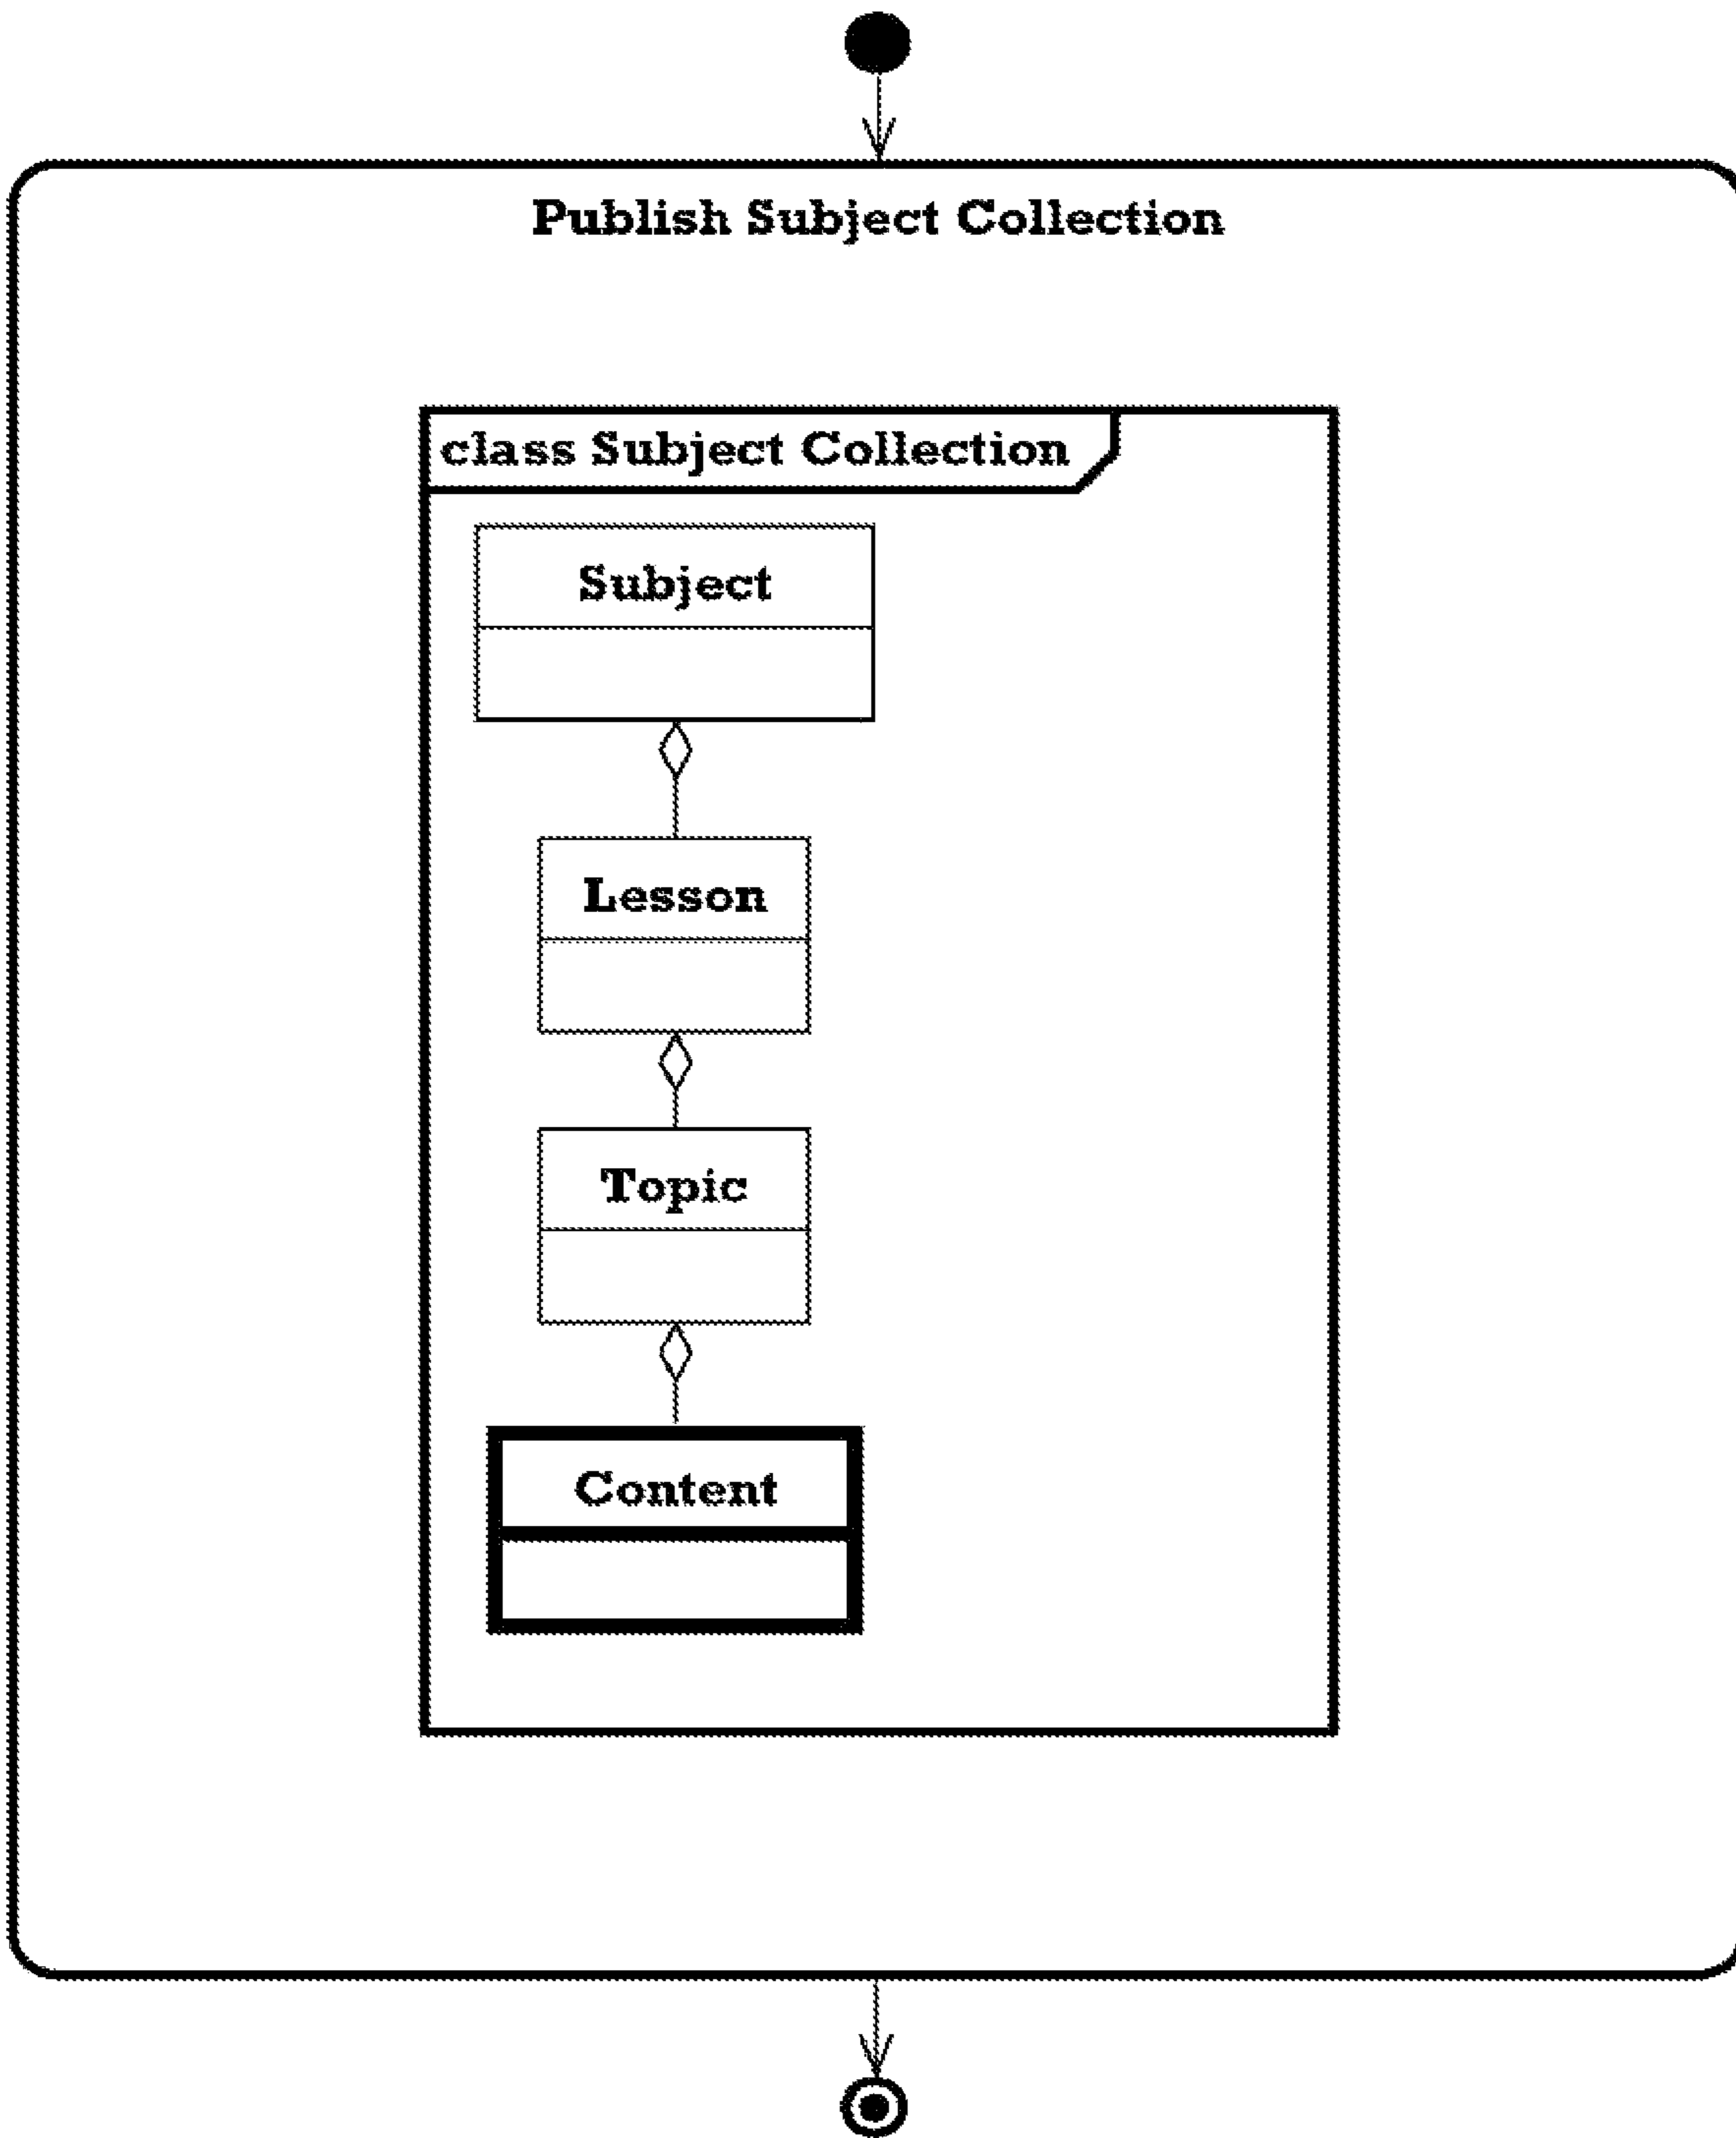 Publish Subject Collection
class Subject Collection
Subject
Lesson
Topic
Content